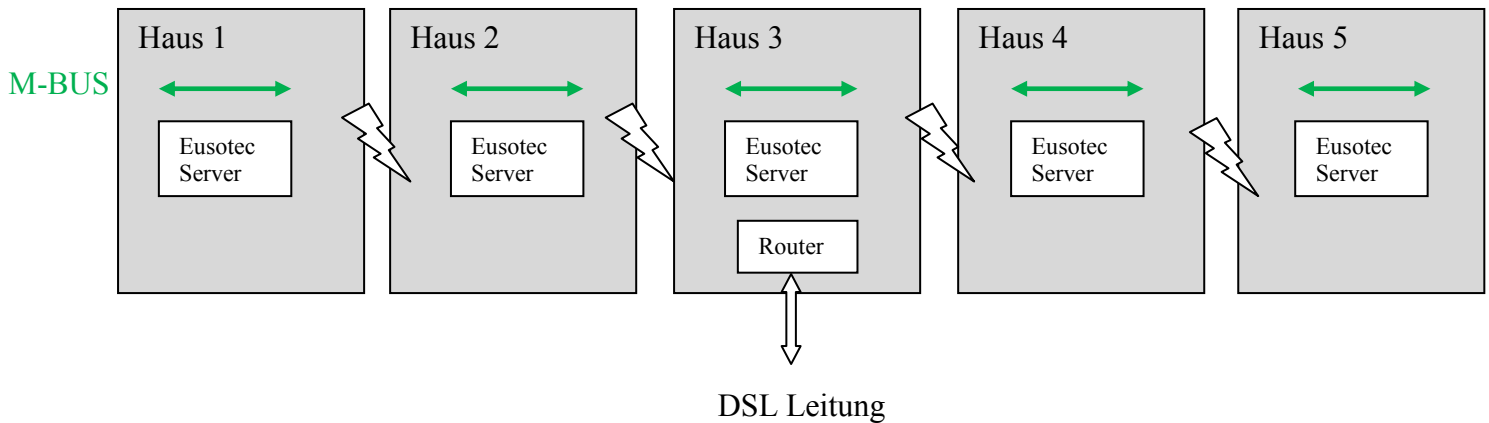 Haus 1
Haus 2
Haus 3
Haus 4
Haus 5
M-BUS
Eusotec
Server
Eusotec
Server
Eusotec
Server
Eusotec
Server
Eusotec
Server
Router
DSL Leitung